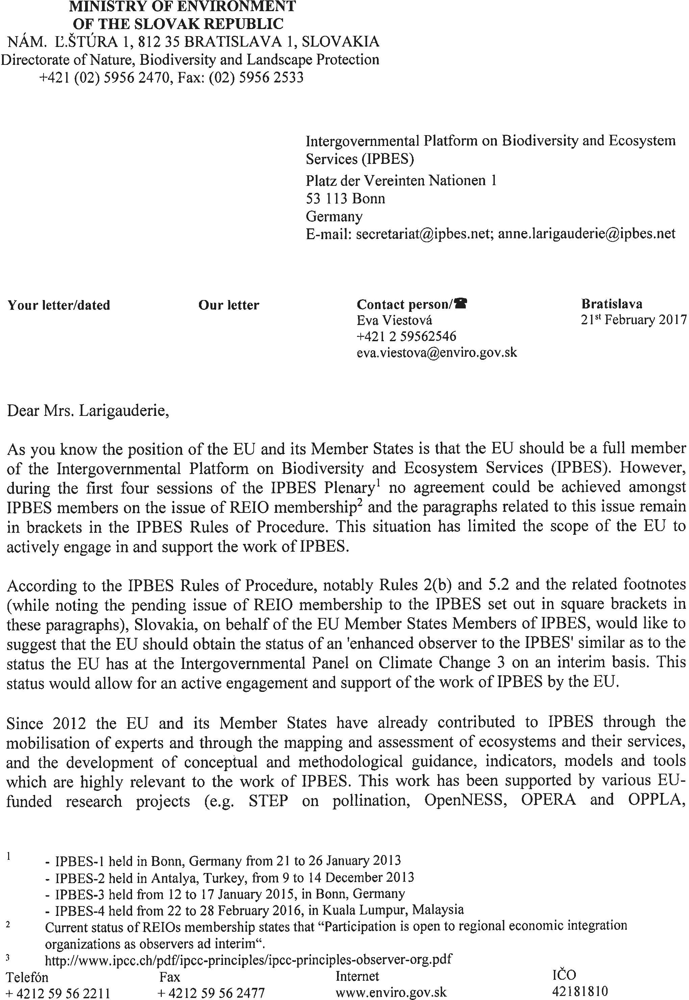 MINISTRY OF ENVIRONMENT
OF THE SLOVAK REPUBLIC
NÁM. Ľ.ŠTÚRA 1, 812 35 BRATISLAVA 1, SLOVAKIA
Directorate of Nature, Biodiversity and Landscape Protection
+421 (02) 5956 2470, Fax: (02) 5956 2533
Intergovernmental Platform on Biodiversity and Ecosystem
Services (IPBES)
Platz der Vereinten Nationen 1
53 113 Bonn
Germany
E-mail: secretariat@ipbes.net; anne.larigauderie@ipbes.net
Your letter/dated Our letter Contact person/☎ Bratislava
Eva Viestová 21st February 2017
+421 2 59562546
eva.viestova@enviro.gov.sk
Dear Mrs. Larigauderie,
As you know the position of the EU and its Member States is that the EU should be a full member
of the Intergovernmental Platform on Biodiversity and Ecosystem Services (IPBES). However,
during the first four sessions of the IPBES Plenary1 no agreement could be achieved amongst
IPBES members on the issue of REIO membership2 and the paragraphs related to this issue remain
in brackets in the IPBES Rules of Procedure. This situation has limited the scope of the EU to
actively engage in and support the work of IPBES.
According to the IPBES Rules of Procedure, notably Rules 2(b) and 5.2 and the related footnotes
(while noting the pending issue of REIO membership to the IPBES set out in square brackets in
these paragraphs), Slovakia, on behalf of the EU Member States Members of IPBES, would like to
suggest that the EU should obtain the status of an 'enhanced observer to the IPBES' similar as to the
status the EU has at the Intergovernmental Panel on Climate Change 3 on an interim basis. This
status would allow for an active engagement and support of the work of IPBES by the EU.
Since 2012 the EU and its Member States have already contributed to IPBES through the
mobilisation of experts and through the mapping and assessment of ecosystems and their services,
and the development of conceptual and methodological guidance, indicators, models and tools
which are highly relevant to the work of IPBES. This work has been supported by various EU-
funded research projects (e.g. STEP on pollination, OpenNESS, OPERA and OPPLA,
1 - IPBES-1 held in Bonn, Germany from 21 to 26 January 2013
- IPBES-2 held in Antalya, Turkey, from 9 to 14 December 2013
- IPBES-3 held from 12 to 17 January 2015, in Bonn, Germany
- IPBES-4 held from 22 to 28 February 2016, in Kuala Lumpur, Malaysia
2 Current status of REIOs membership states that “Participation is open to regional economic integration
organizations as observers ad interim“.
3 http://www.ipcc.ch/pdf/ipcc-principles/ipcc-principles-observer-org.pdf
Telefón Fax Internet IČO
+ 4212 59 56 2211 + 4212 59 56 2477 www.enviro.gov.sk 42181810